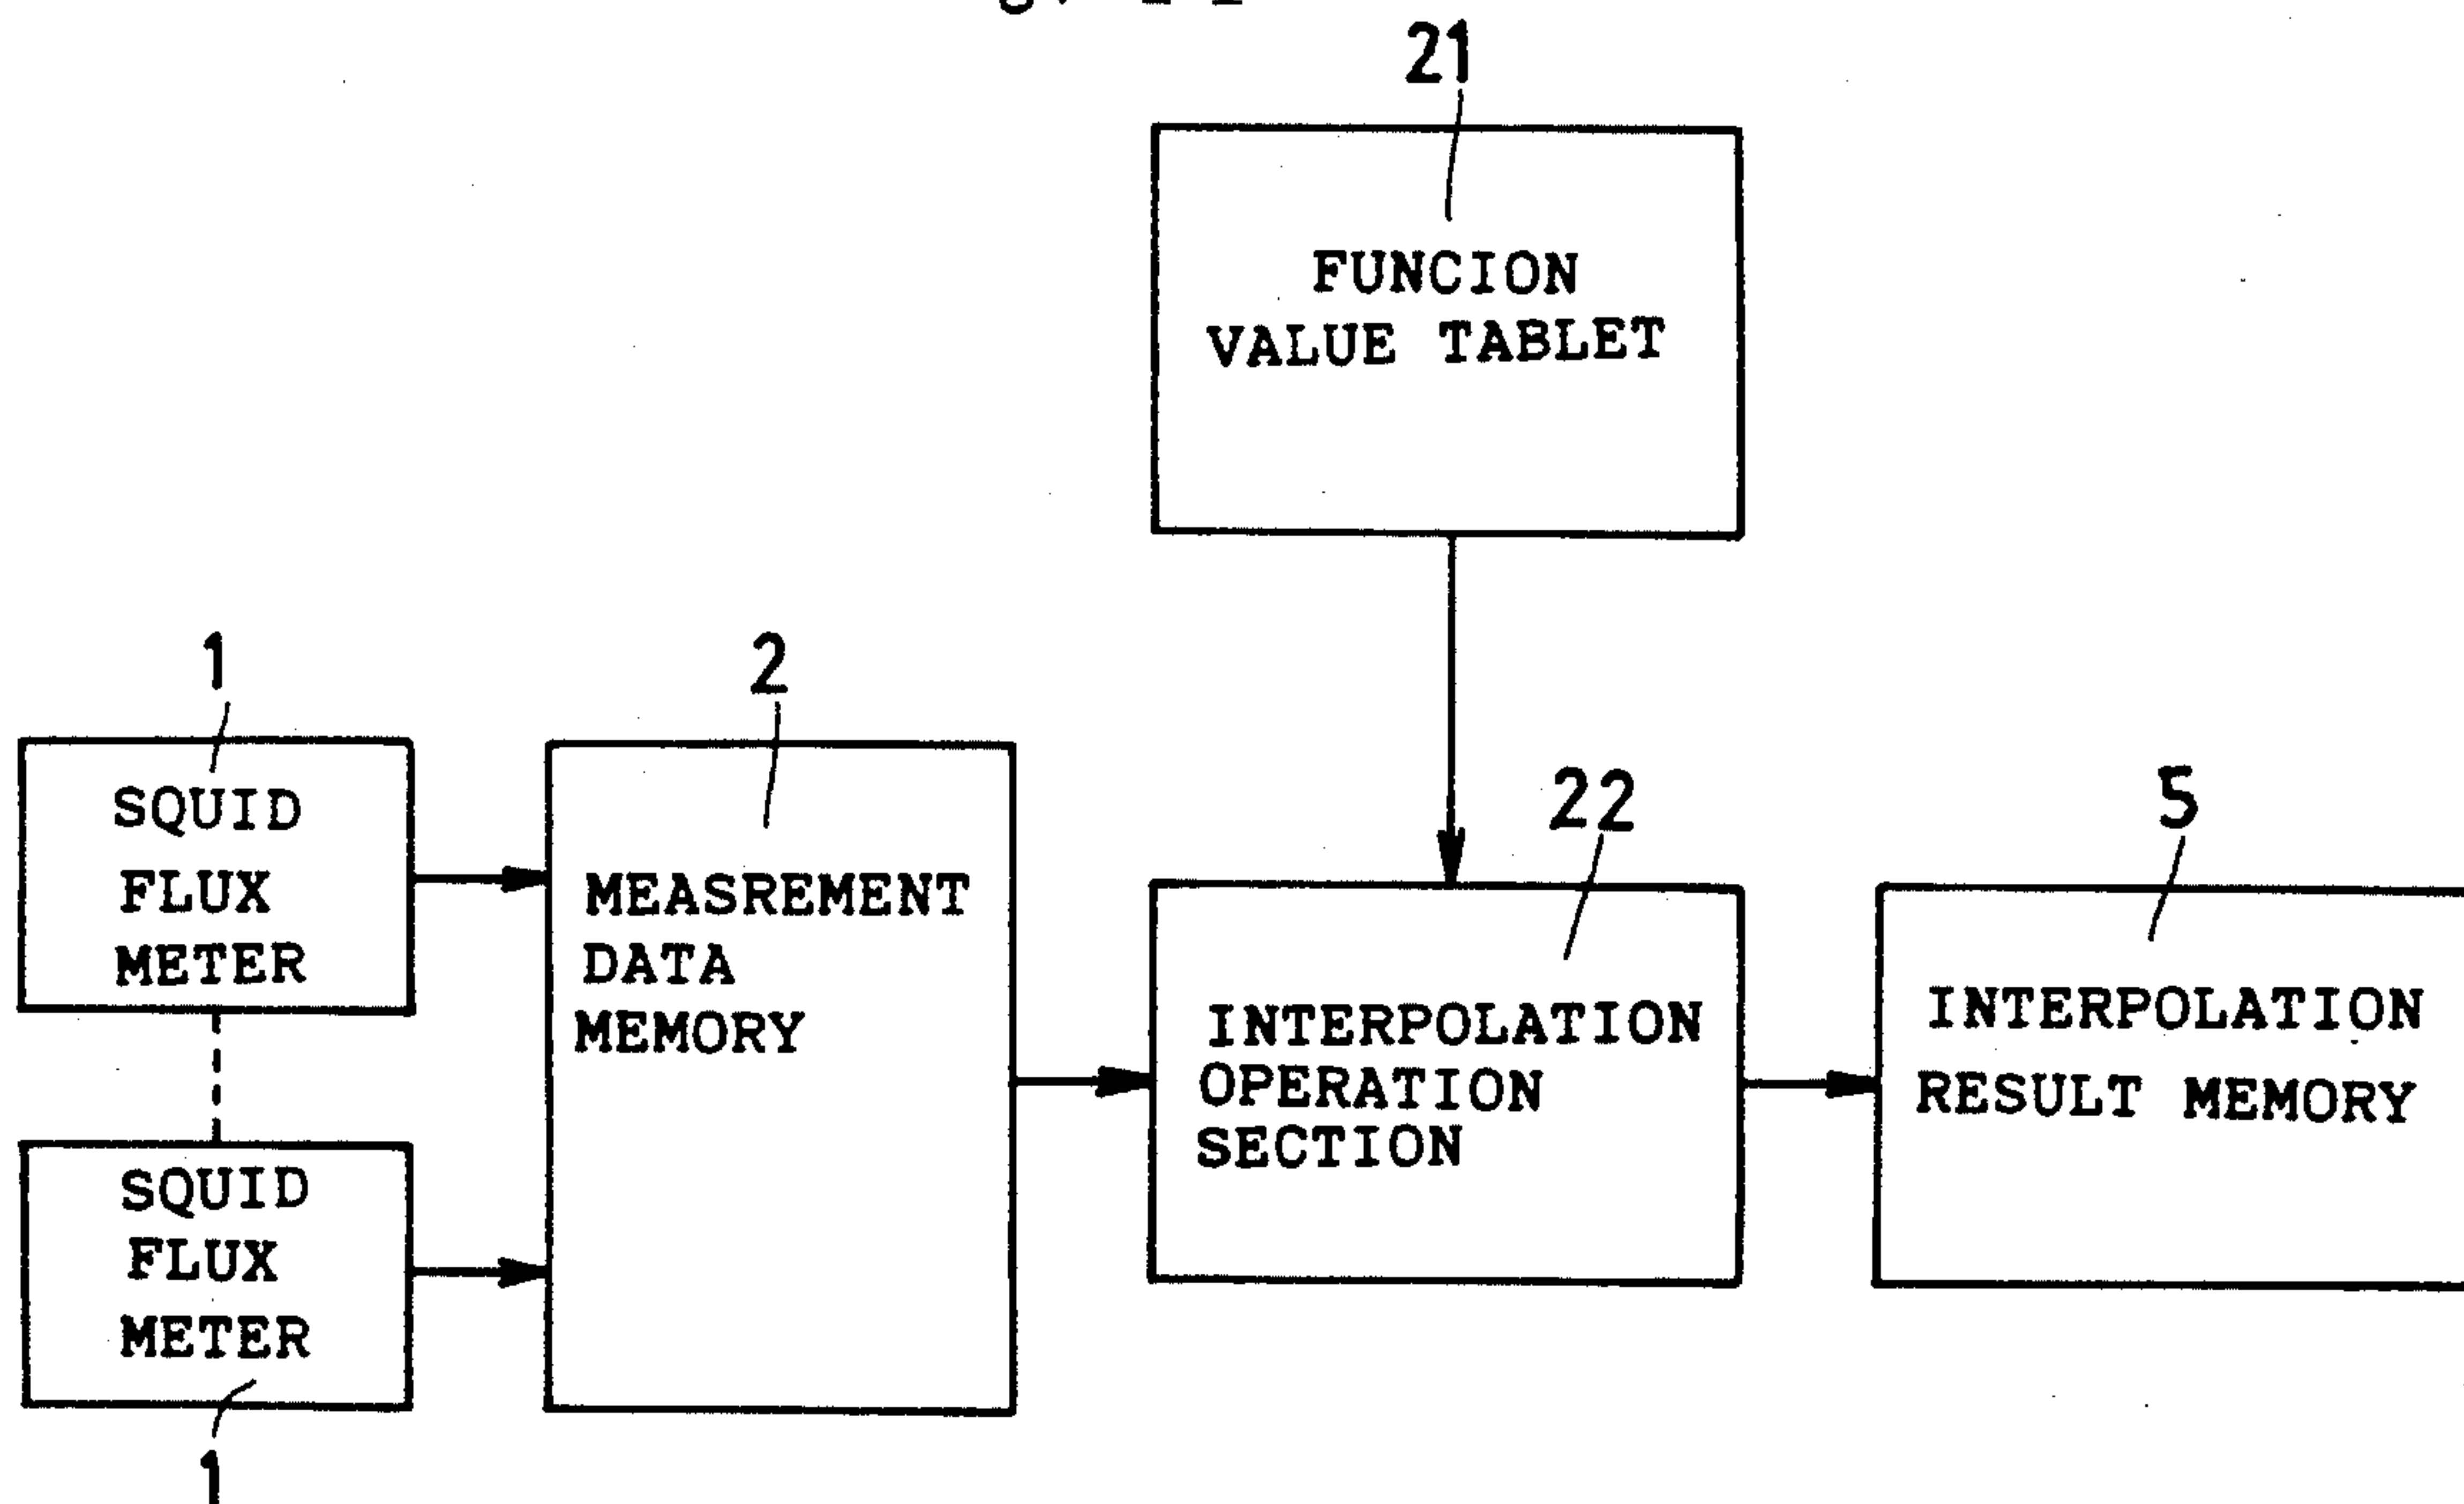 21
FUNCION
VALUE TABLET
1
2
SQUID
FLUX
METER
MEASREMENT
DATA
MEMORY
22
5
INTERPOLATION
OPERATION
SECTION
INTERPOLATION
RESULT MEMORY
SQUID
FLUX
METER
1